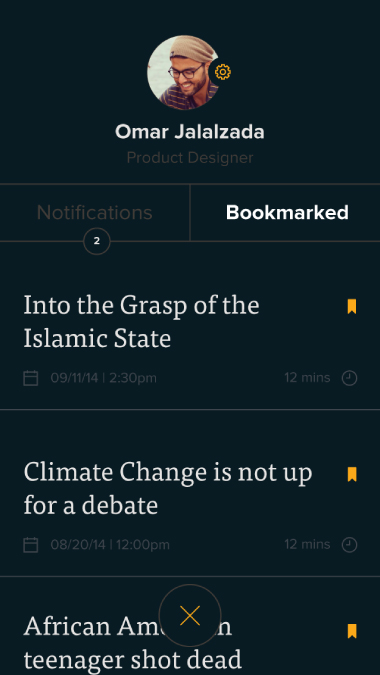 Omar Jalalzada
Product Designer
Notifications
Bookmarked
2
Into the Grasp of the
Islamic State
09/11/14 | 2:30pm
12 mins
Climate Change is not up
for a debate
08/20/14 | 12:00pm
12 mins
African
teenager shot dead